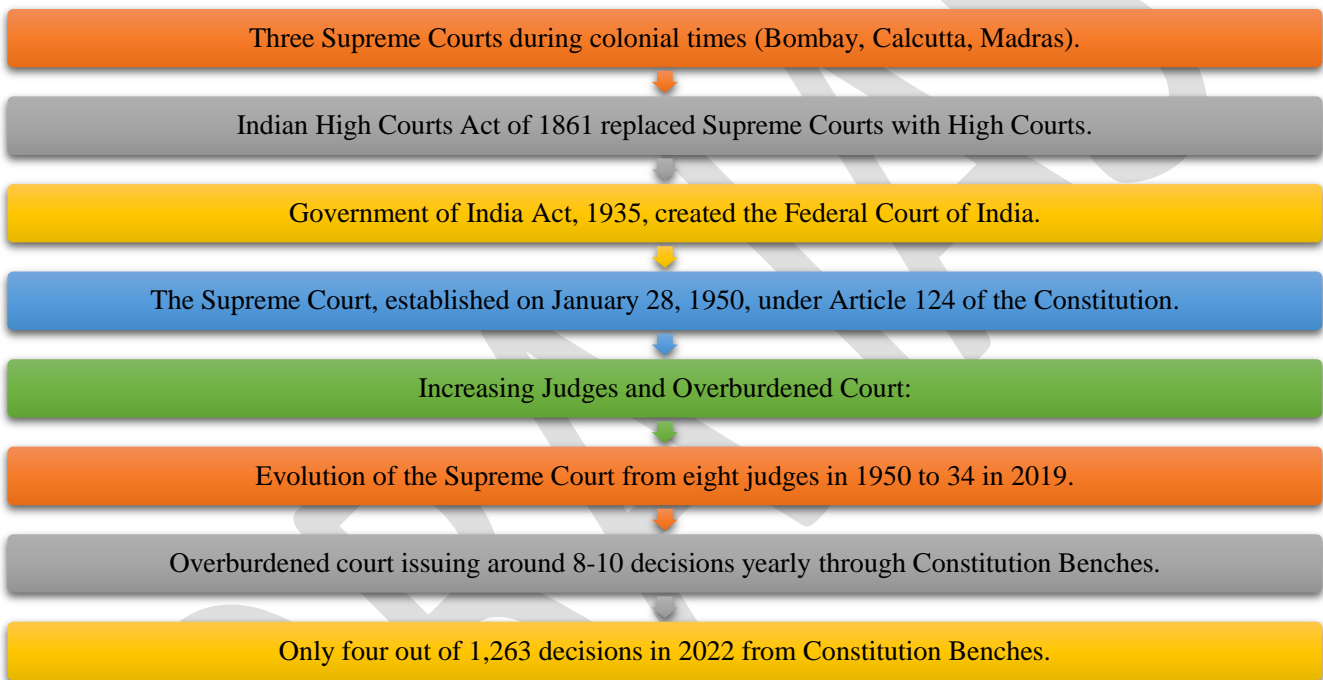 Three Supreme Courts during colonial times (Bombay, Calcutta, Madras).
Indian High Courts Act of 1861 replaced Supreme Courts with High Courts.
Government of India Act, 1935, created the Federal Court of India.
The Supreme Court, established on January 28, 1950, under Article 124 of the Constitution.
Increasing Judges and Overburdened Court:
Evolution of the Supreme Court from eight judges in 1950 to 34 in 2019.
Overburdened court issuing around 8-10 decisions yearly through Constitution Benches.
Only four out of 1,263 decisions in 2022 from Constitution Benches.